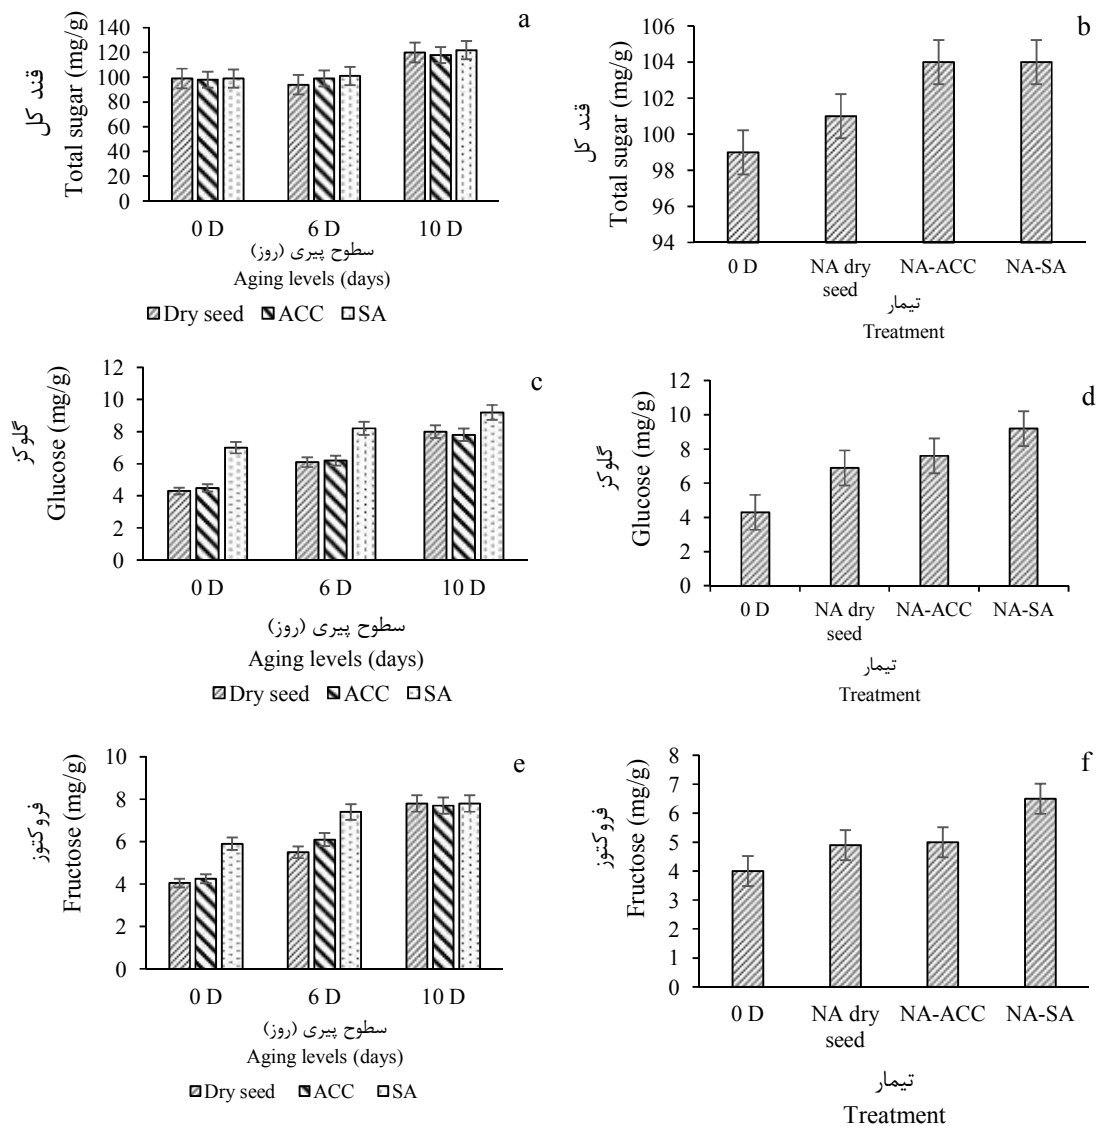 a
140
120
100
80
60
40
20
0
قند کل
Total sugar (mg/g)
0 D 6 D 10 D
سطوح پیری (روز)
Aging levels (days)
Dry seed ACC SA
b
106
104
102
100
98
96
94
قند کل
Total sugar (mg/g)
0 D NA dry seed NA-ACC NA-SA
تیمار
Treatment
c
12
10
8
6
4
2
0
گلوکز
Glucose (mg/g)
0 D 6 D 10 D
سطوح پیری (روز)
Aging levels (days)
Dry seed ACC SA
d
12
10
8
6
4
2
0
گلوکز
Glucose (mg/g)
0 D NA dry seed NA-ACC NA-SA
تیمار
Treatment
e
10
8
6
4
2
0
فروکتوز
Fructose (mg/g)
0 D 6 D 10 D
سطوح پیری (روز)
Aging levels (days)
Dry seed ACC SA
f
8
7
6
5
4
3
2
1
0
فروکتوز
Fructose (mg/g)
0 D NA dry seed NA-ACC NA-SA
تیمار
Treatment